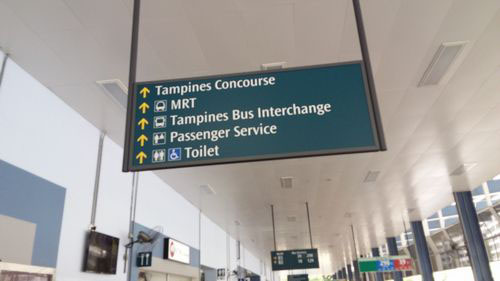 Tampines Concourse
MRT
Tampines Bus Interchange
Passenger Service
Toilet